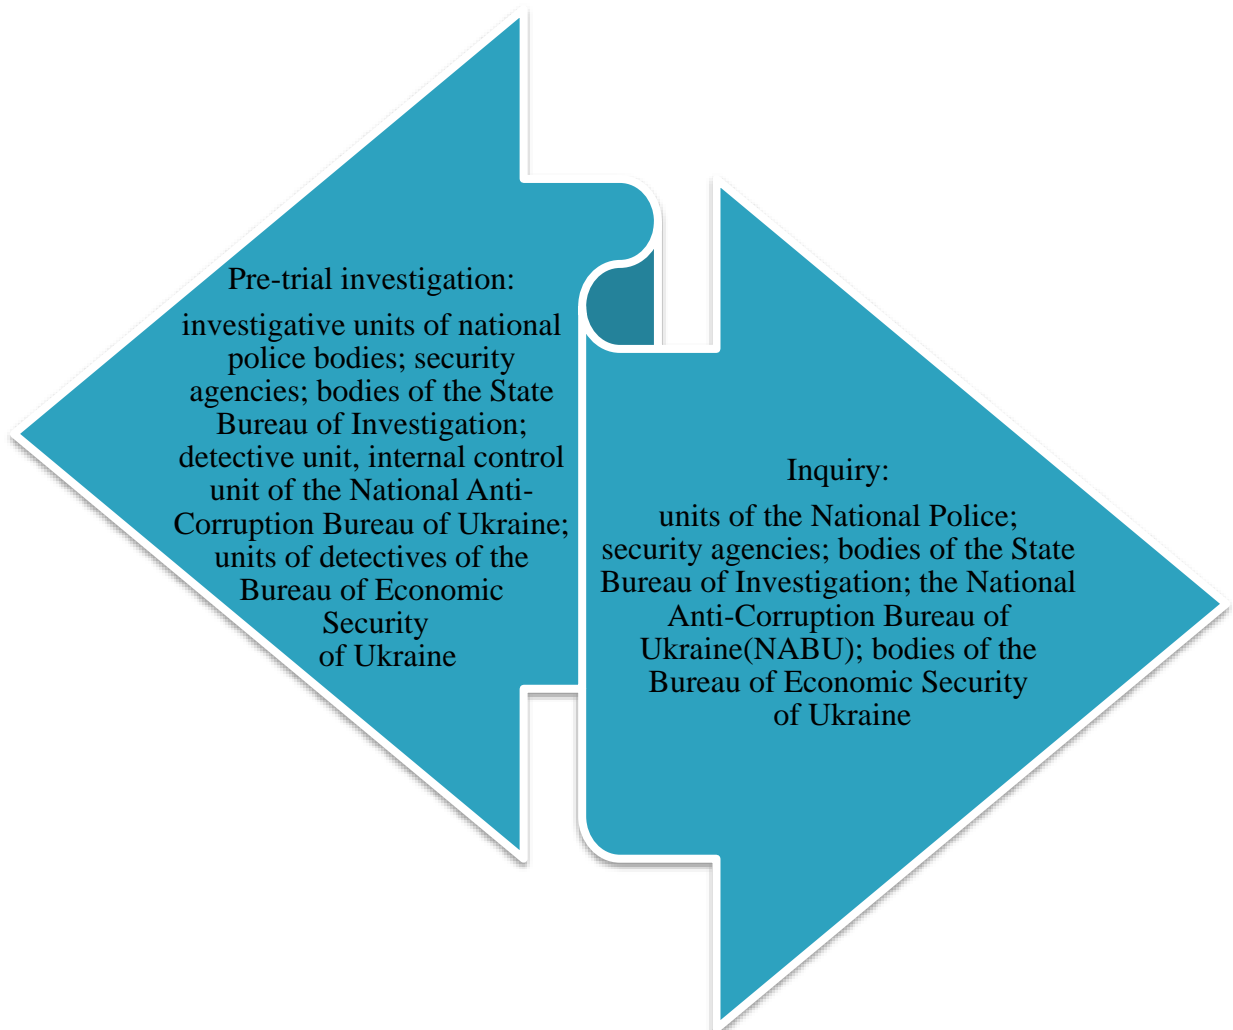 Pre-trial investigation:
investigative units of national
police bodies; security
agencies; bodies of the State
Bureau of Investigation;
detective unit, internal control
unit of the National Anti-
Corruption Bureau of Ukraine;
units of detectives of the
Bureau of Economic
Security
of Ukraine
Inquiry:
units of the National Police;
security agencies; bodies of the State
Bureau of Investigation; the National
Anti-Corruption Bureau of
Ukraine(NABU); bodies of the
Bureau of Economic Security
of Ukraine